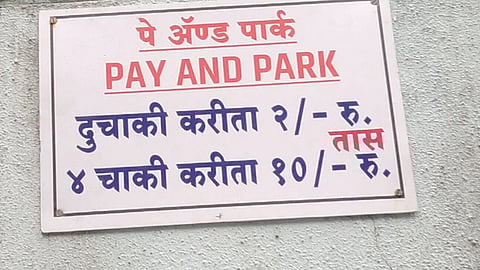 पे ॲण्ड पार्क
PAY AND PARK
दुचाकी करीता २/- रु.
तास
४ चाकी करीता १०/- रु.